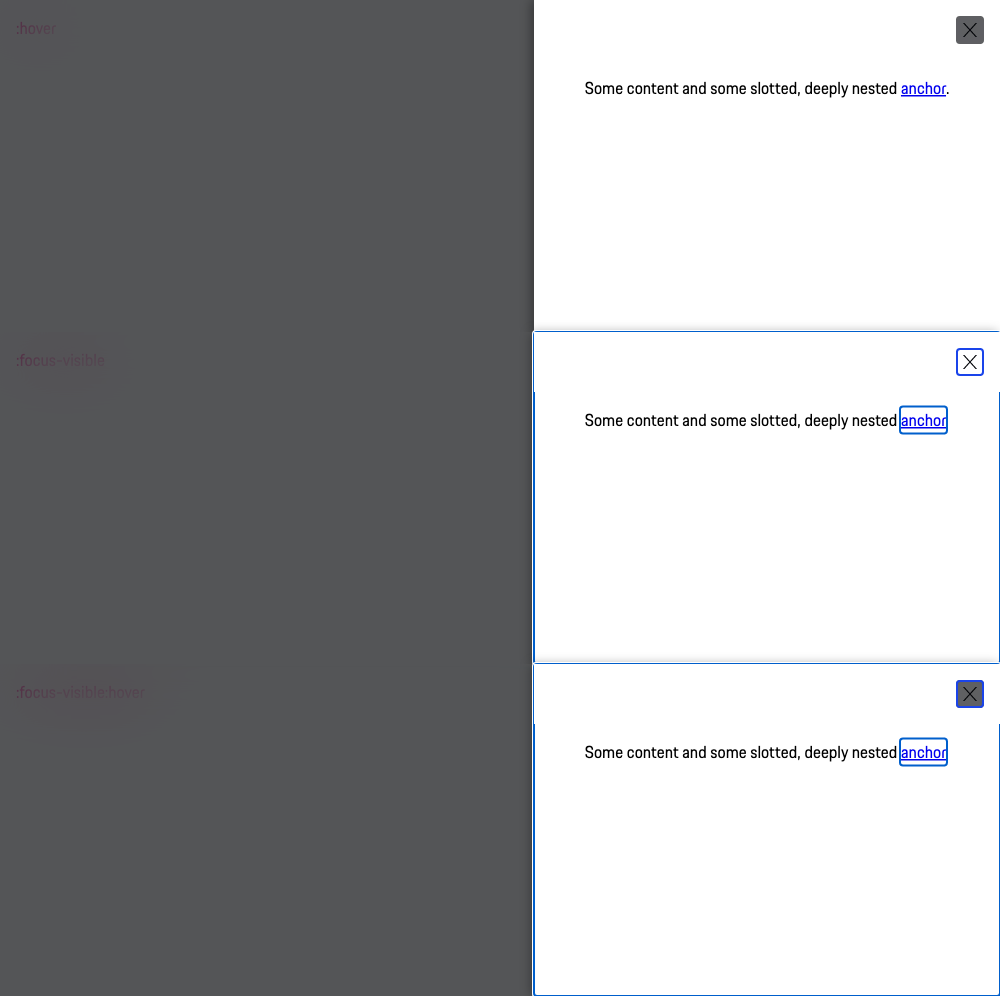 :hover
Some content and some slotted, deeply nested anchor.
:focus-visible
Some content and some slotted, deeply nested anchor
:focus-visible:hover
Some content and some slotted, deeply nested anchor